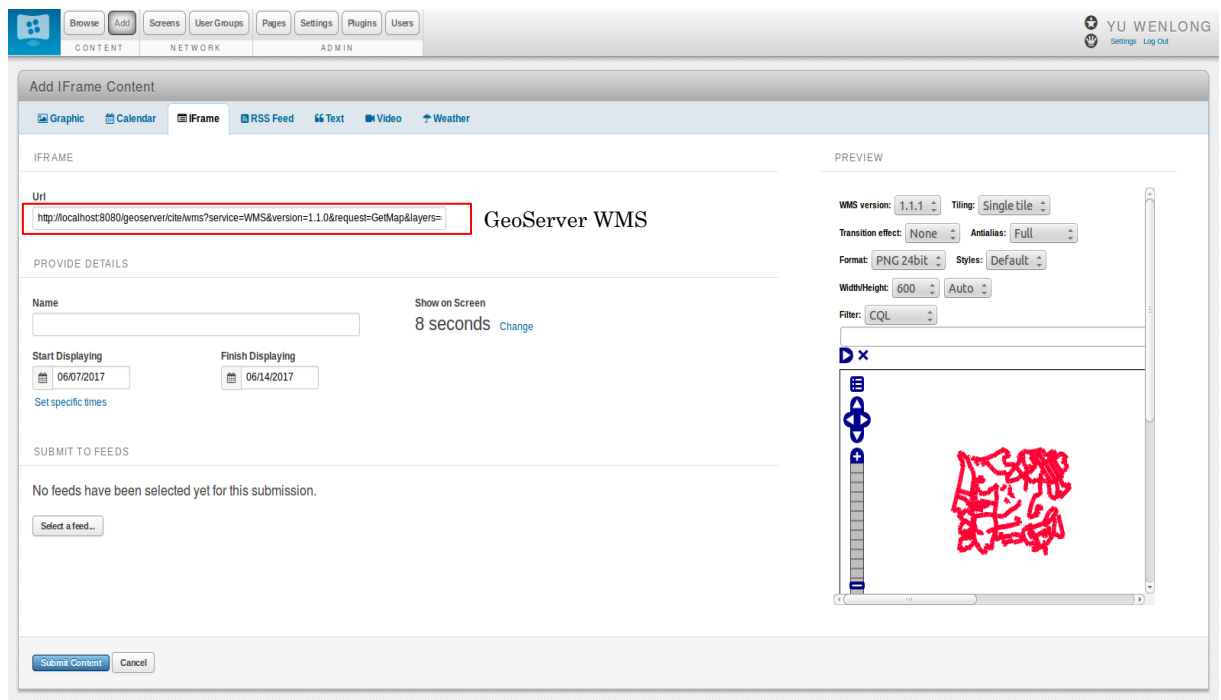 Browse Add Screens User Groups Pages Settings Plugins Users
CONTENT NETWORK ADMIN
YU WENLONG
Settings Log Out
Add IFrame Content
Graphic Calendar IFrame RSS Feed Text Video Weather
IFRAME
Url
http://localhost:8080/geoserver/cite/wms?service=WMS&version=1.1.0&request=GetMap&layers=
GeoServer WMS
PROVIDE DETAILS
Name
Show on Screen
8 seconds Change
Start Displaying
Finish Displaying
06/07/2017
06/14/2017
Set specific times
SUBMIT TO FEEDS
No feeds have been selected yet for this submission.
Select a feed...
Submit Content Cancel
PREVIEW
WMS version: 1.1.1 Tiling: Single tile
Transition effect: None Antialias: Full
Format: PNG 24bit Styles: Default
Width/Height: 600 Auto
Filter: CQL